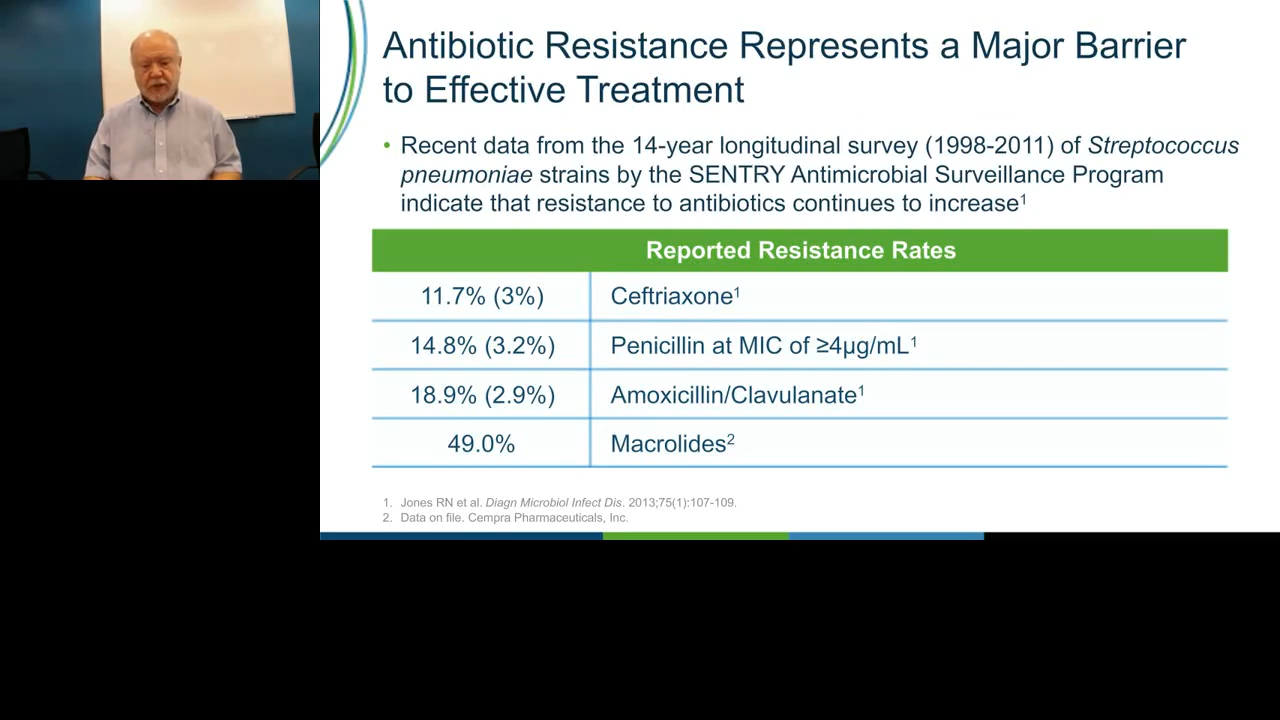 Antibiotic Resistance Represents a Major Barrier
to Effective Treatment
• Recent data from the 14-year longitudinal survey (1998-2011) of Streptococcus
pneumoniae strains by the SENTRY Antimicrobial Surveillance Program
indicate that resistance to antibiotics continues to increase¹
Reported Resistance Rates
11.7% (3%) Ceftriaxone¹
14.8% (3.2%) Penicillin at MIC of ≥4µg/mL¹
18.9% (2.9%) Amoxicillin/Clavulanate¹
49.0% Macrolides²
1. Jones RN et al. Diagn Microbiol Infect Dis. 2013;75(1):107-109.
2. Data on file. Cempra Pharmaceuticals, Inc.